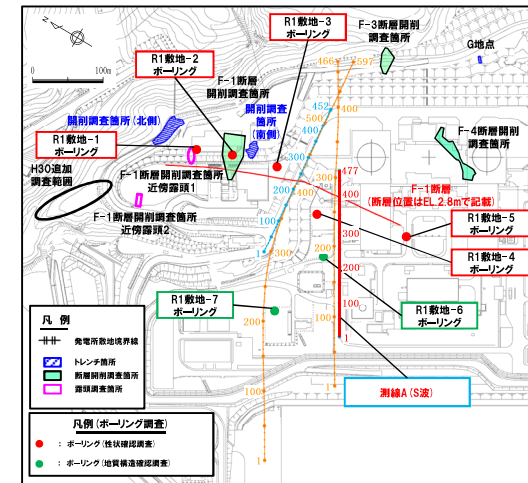 R1敷地-3
ボーリング
R1敷地-2
ボーリング
F-3断層開削
調査箇所
466
597
G地点
N
0
100m
F-1断層
開削調査箇所
開削調査箇所(北側)
開削調査
箇所
(南側)
452
400
400
R1敷地-1
ボーリング
F-4断層開削
調査箇所
H30追加
調査範囲
F-1断層開削調査箇所
近傍露頭1
300
300
477
400
400
200
F-1断層
(断層位置はEL 2.8mで記載)
F-1断層開削調査箇所
近傍露頭2
100
300
R1敷地-5
ボーリング
1
300
200
R1敷地-4
ボーリング
200
R1敷地-7
ボーリング
R1敷地-6
ボーリング
凡 例
発電所敷地境界線
トレンチ箇所
断層開削調査箇所
露頭調査箇所
200
100
100
1
測線A(S波)
100
1
凡例(ボーリング調査)
: ボーリング(性状確認調査)
: ボーリング(地質構造確認調査)
1